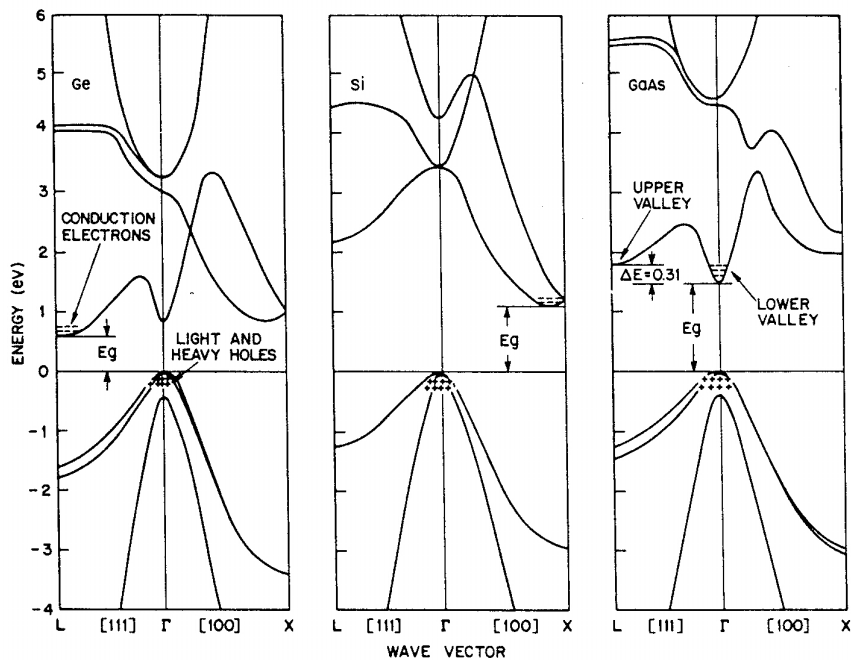 6
5
4
3
2
1
0
-1
-2
-3
-4
ENERGY (eV)
Ge
CONDUCTION
ELECTRONS
Eg
LIGHT AND
HEAVY HOLES
L [111] Γ [100] X
Si
Eg
L [111] Γ [100] X
GaAs
UPPER
VALLEY
ΔE=0.31
LOWER
VALLEY
Eg
L [111] Γ [100] X
WAVE VECTOR